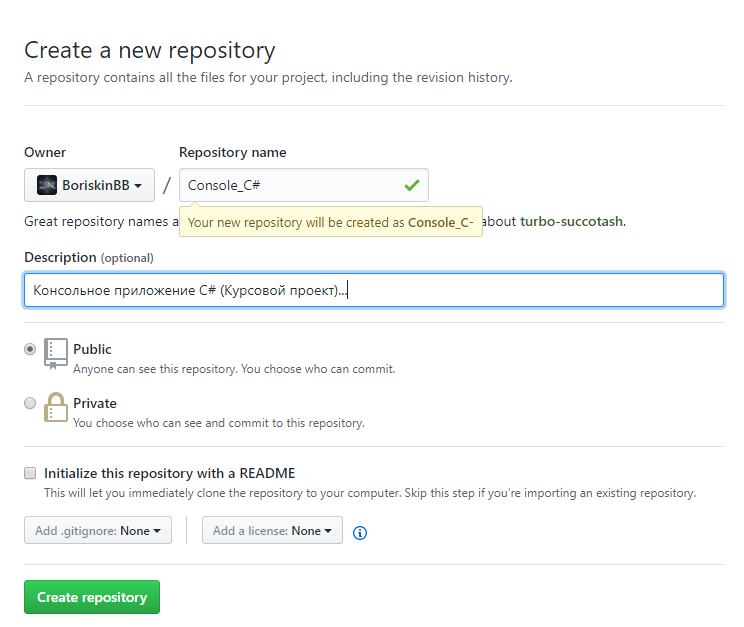 Create a new repository
A repository contains all the files for your project, including the revision history.
Owner
Repository name
BoriskinBB / Console_C#
Great repository names a
Your new repository will be created as Console_C-
about turbo-succotash.
Description (optional)
Консольное приложение C# (Курсовой проект)...
Public
Anyone can see this repository. You choose who can commit.
Private
You choose who can see and commit to this repository.
Initialize this repository with a README
This will let you immediately clone the repository to your computer. Skip this step if you’re importing an existing repository.
Add .gitignore: None
Add a license: None
Create repository